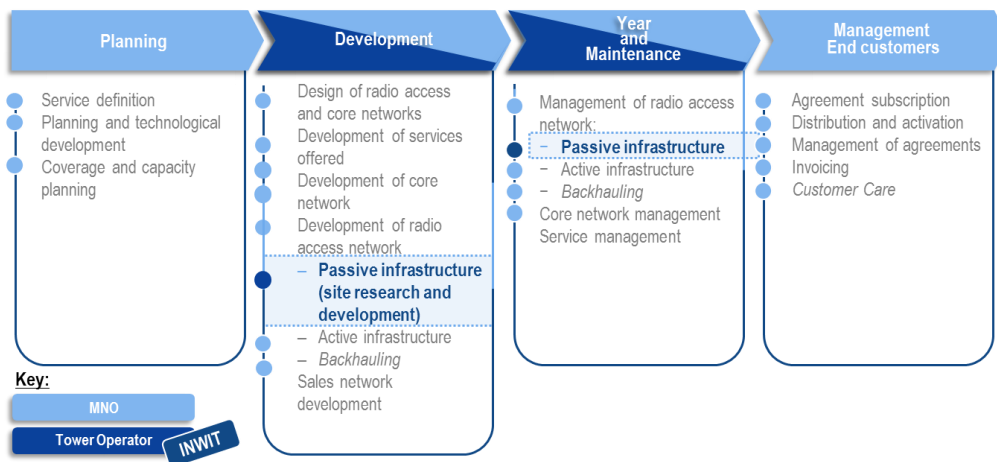 Planning
Service definition
Planning and technological
development
Coverage and capacity
planning
Development
Design of radio access
and core networks
Development of services
offered
Development of core
network
Development of radio
access network
– Passive infrastructure
(site research and
development)
– Active infrastructure
– Backhauling
Sales network
development
Year
and
Maintenance
Management of radio access
network:
– Passive infrastructure
– Active infrastructure
– Backhauling
Core network management
Service management
Management
End customers
Agreement subscription
Distribution and activation
Management of agreements
Invoicing
Customer Care
Key:
MNO
Tower Operator
INWIT